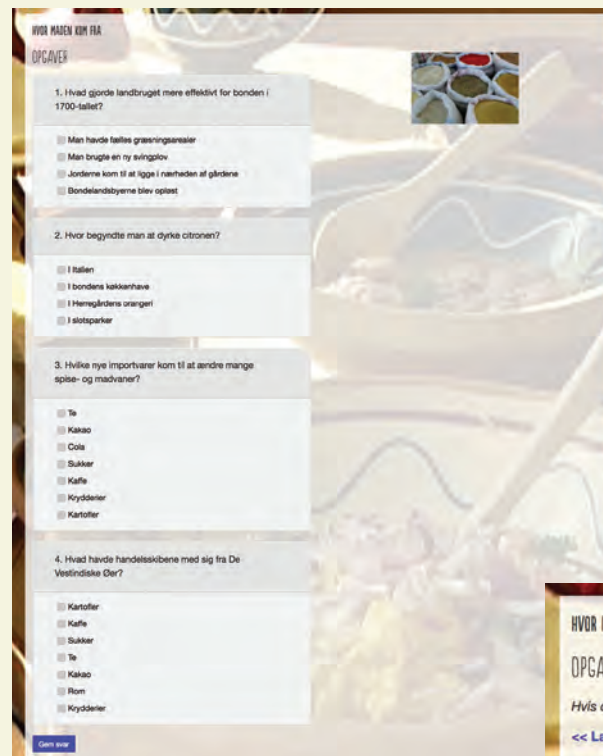 HVOR MADEN KOM FRA
OPGAVER
1. Hvad gjorde landbruget mere effektivt for bonden i
1700-tallet?
Man havde fælles græsningsarealer
Man brugte en ny svingplov
Jorderne kom til at ligge i nærheden af gårdene
Bondelandsbyerne blev opløst
2. Hvor begyndte man at dyrke citronen?
I Italien
I bondens køkkenhave
I Herregårdens orangeri
I slotsparker
3. Hvilke nye importvarer kom til at ændre mange
spise- og madvaner?
Te
Kakao
Cola
Sukker
Kaffe
Krydderier
Kartofler
4. Hvad havde handelsskibene med sig fra De
Vestindiske Øer?
Kartofler
Kaffe
Sukker
Te
Kakao
Rom
Krydderier
Gem svar
HVOR
Hvis
<<